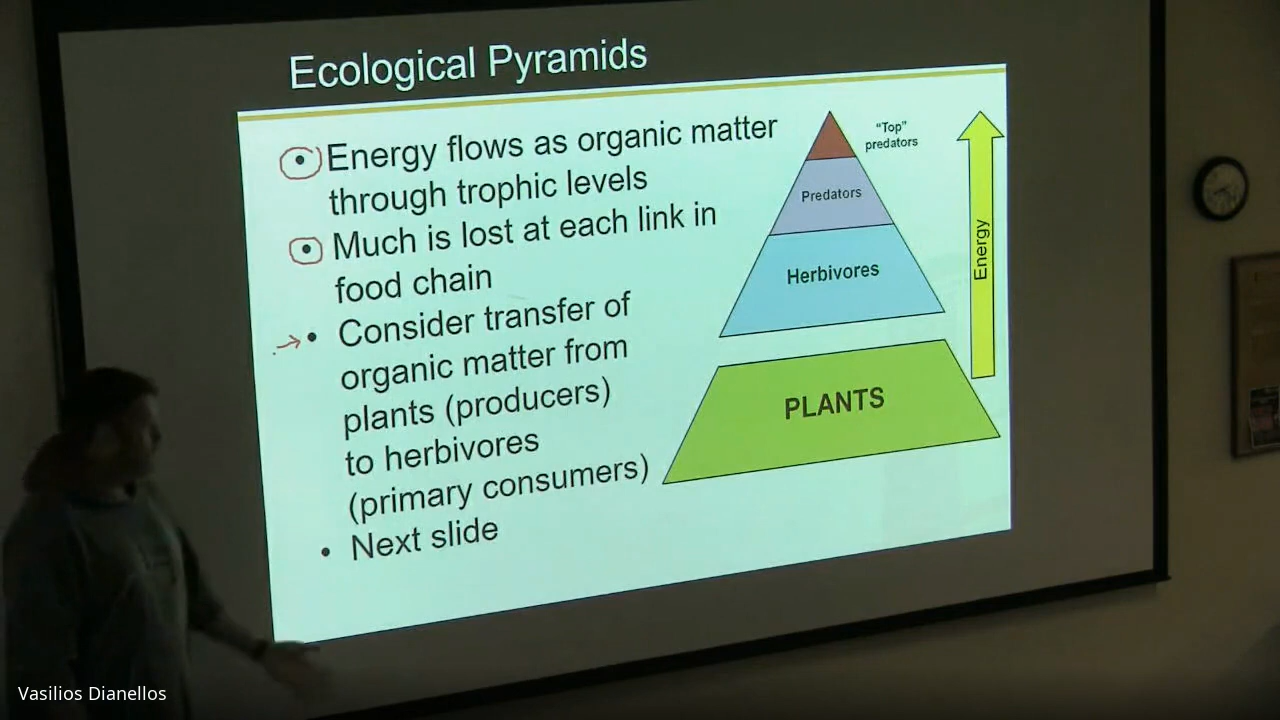 Ecological Pyramids
• Energy flows as organic matter
through trophic levels
• Much is lost at each link in
food chain
• Consider transfer of
organic matter from
plants (producers)
to herbivores
(primary consumers)
• Next slide
“Top”
predators
Predators
Herbivores
PLANTS
Energy
Vasilios Dianellos